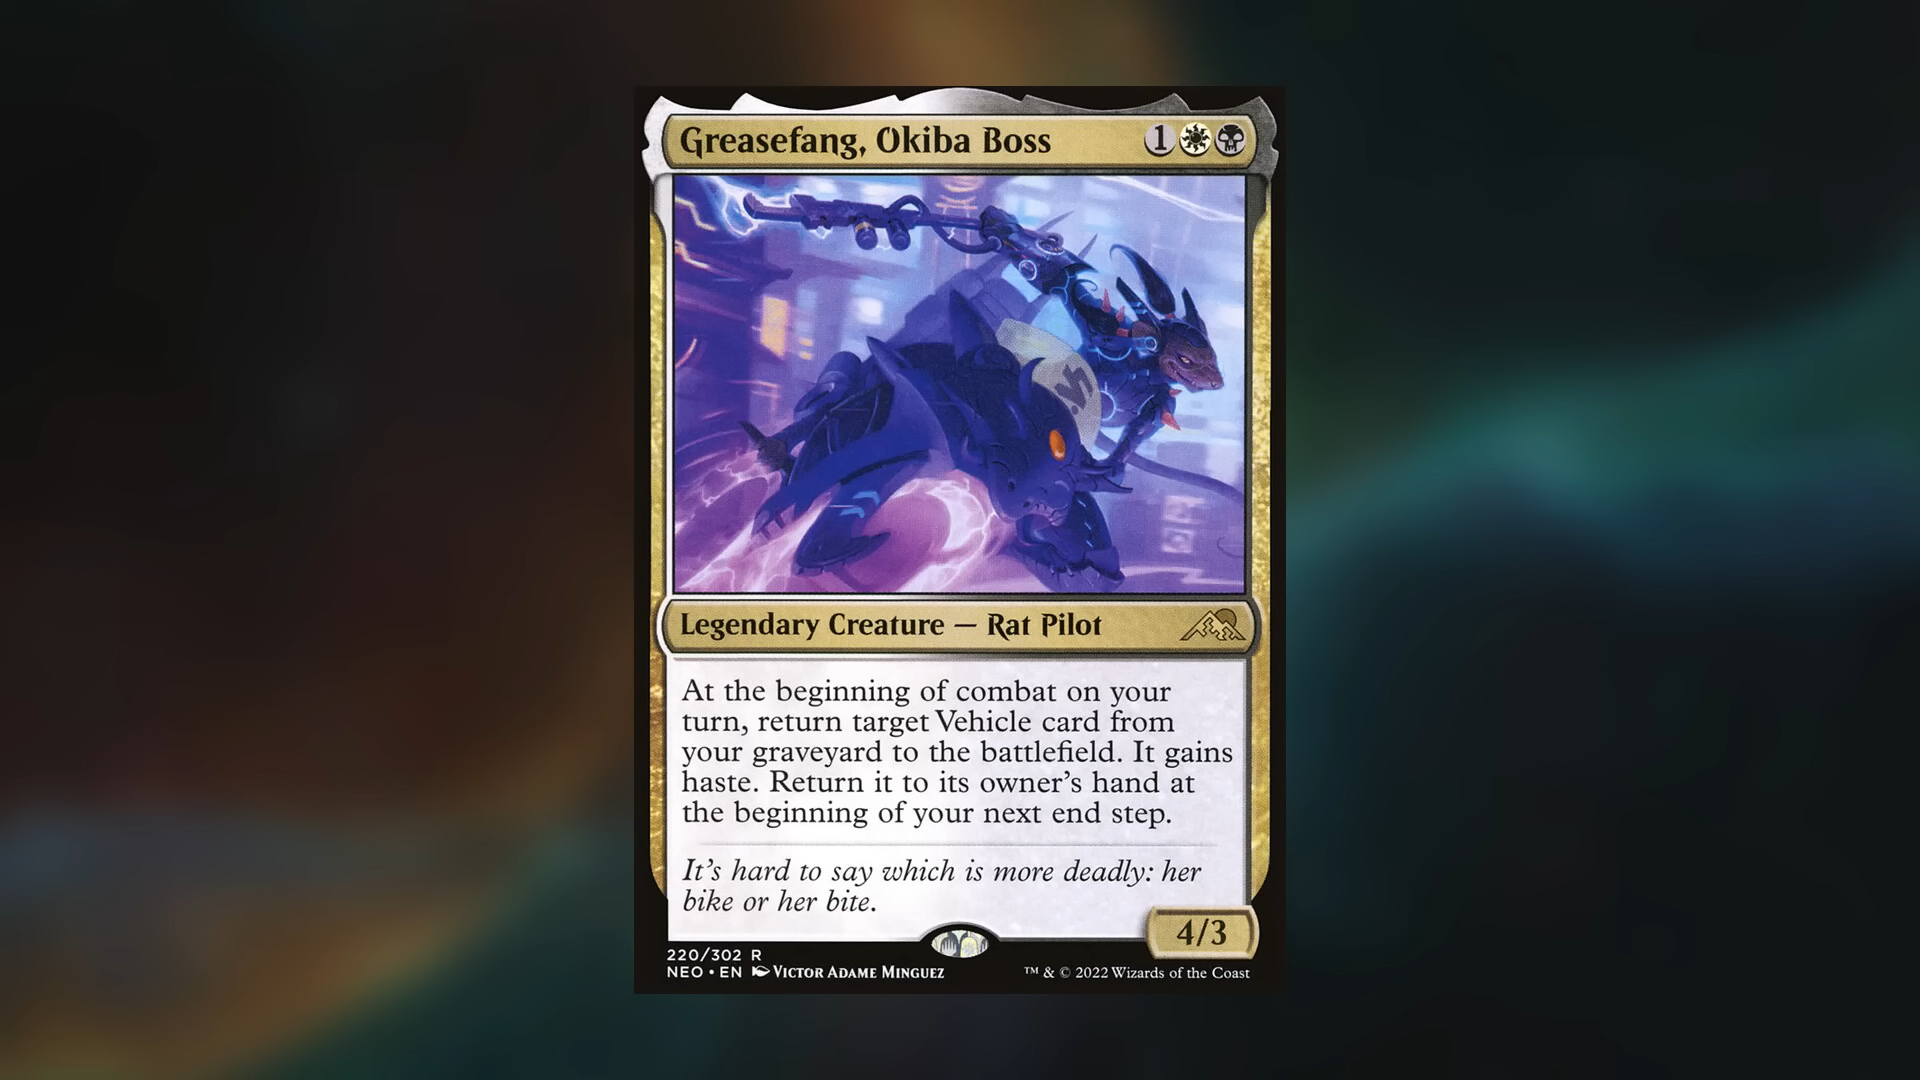 Greasefang, Okiba Boss 1
Legendary Creature — Rat Pilot
At the beginning of combat on your
turn, return target Vehicle card from
your graveyard to the battlefield. It gains
haste. Return it to its owner's hand at
the beginning of your next end step.
It's hard to say which is more deadly: her
bike or her bite.
4/3
220/302 R
NEO • EN Victor Adame Minguez
™ & © 2022 Wizards of the Coast